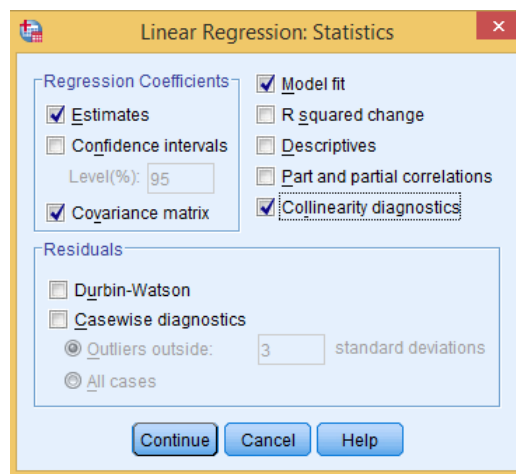 Linear Regression: Statistics
Regression Coefficients
Estimates
Confidence intervals
Level(%): 95
Covariance matrix
Model fit
R squared change
Descriptives
Part and partial correlations
Collinearity diagnostics
Residuals
Durbin-Watson
Casewise diagnostics
Outliers outside: 3 standard deviations
All cases
Continue Cancel Help